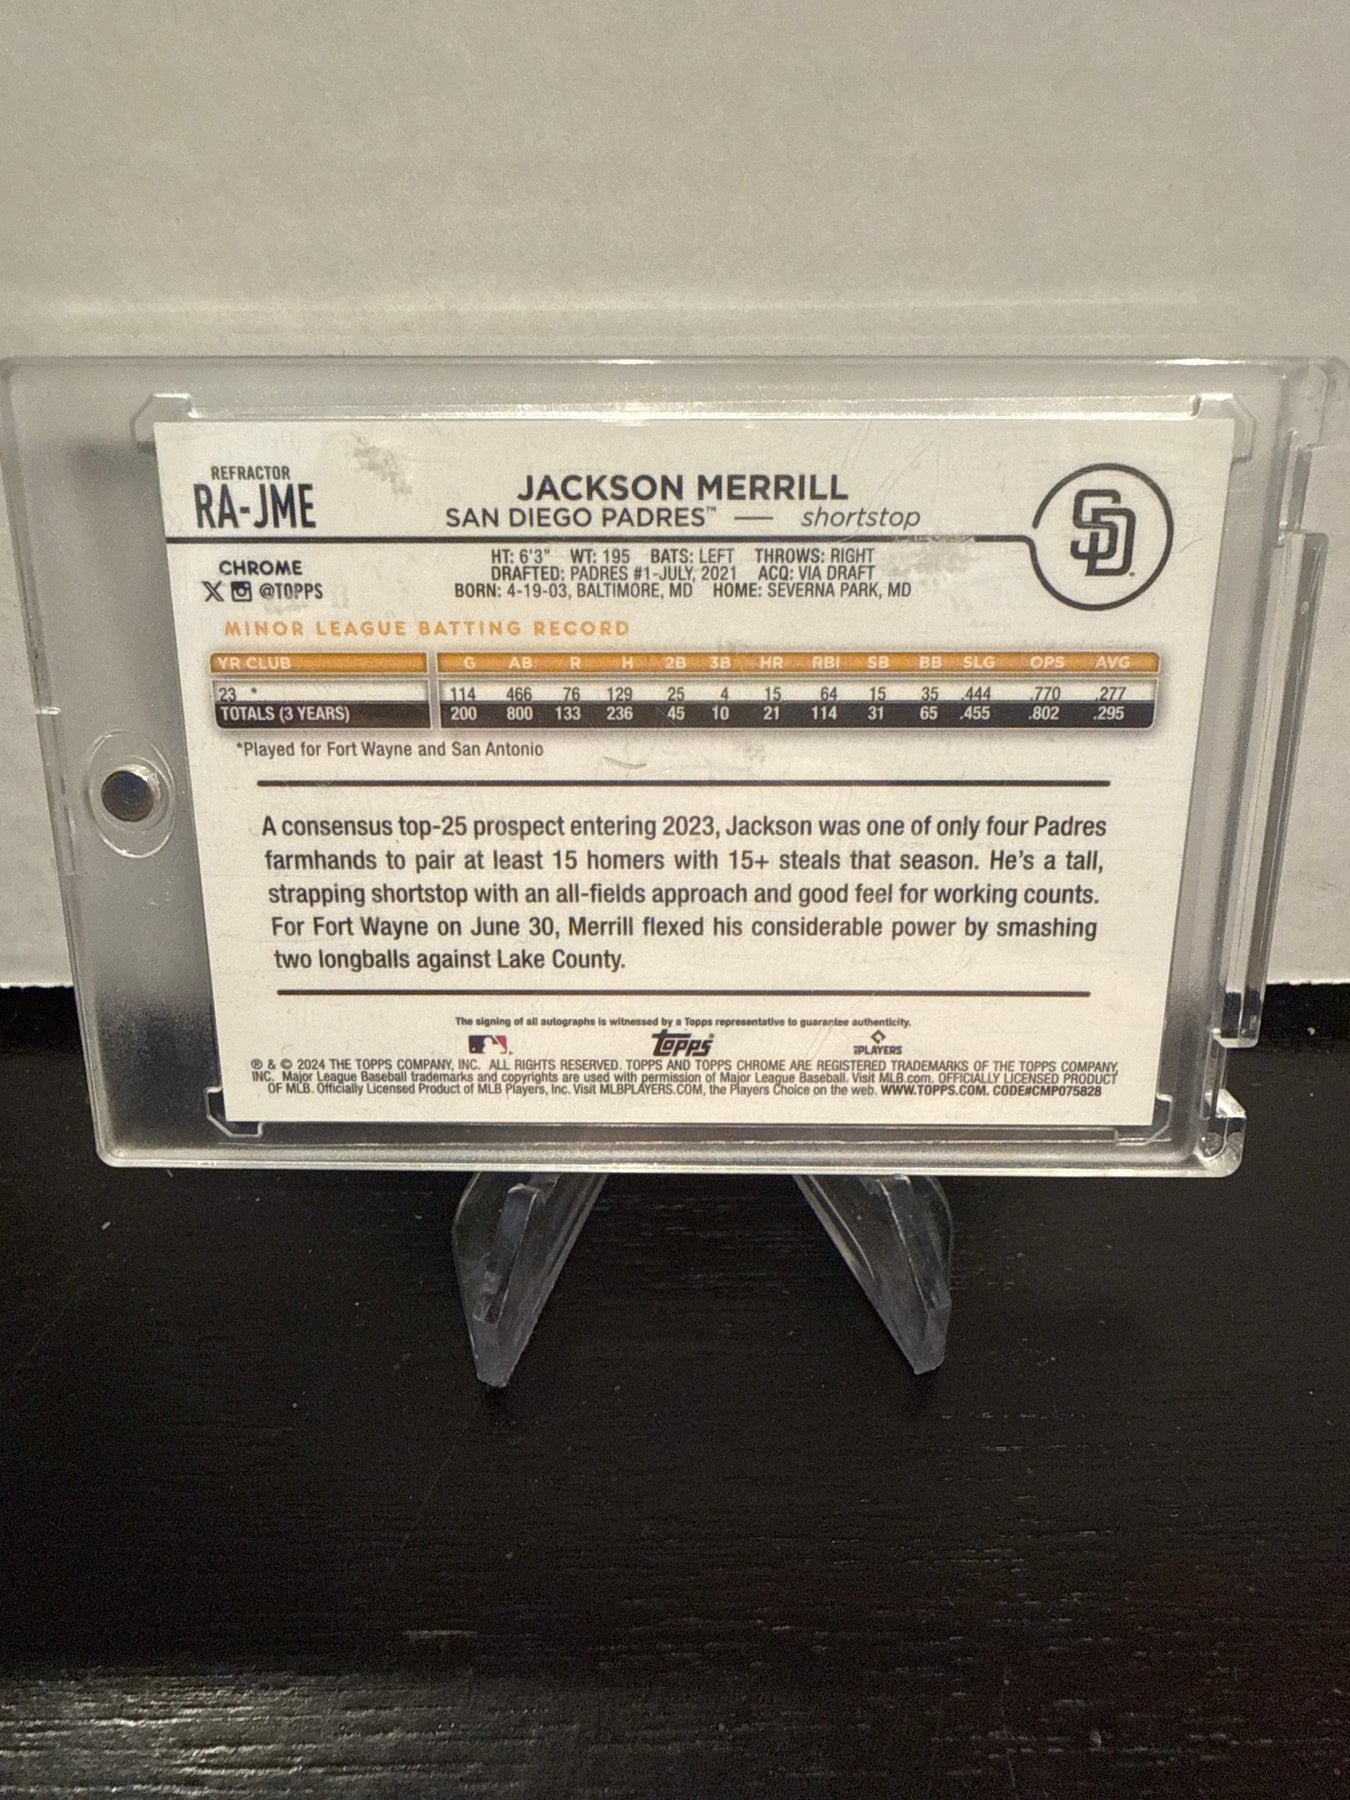 REFRACTOR
RA-JME
JACKSON MERRILL
SAN DIEGO PADRES™ — shortstop
SD
CHROME
@TOPPS
HT: 6'3" WT: 195 BATS: LEFT THROWS: RIGHT
DRAFTED: PADRES #1-JULY, 2021 ACQ: VIA DRAFT
BORN: 4-19-03, BALTIMORE, MD HOME: SEVERNA PARK, MD
MINOR LEAGUE BATTING RECORD
YR CLUB G AB R H 2B 3B HR RBI SB BB SLG OPS AVG
23 * 114 466 76 129 25 4 15 64 15 35 .444 .770 .277
TOTALS (3 YEARS) 200 800 133 236 45 10 21 114 31 65 .455 .802 .295
*Played for Fort Wayne and San Antonio
A consensus top-25 prospect entering 2023, Jackson was one of only four Padres
farmhands to pair at least 15 homers with 15+ steals that season. He's a tall,
strapping shortstop with an all-fields approach and good feel for working counts.
For Fort Wayne on June 30, Merrill flexed his considerable power by smashing
two longballs against Lake County.
The signing of all autographs is witnessed by a Topps representative to guarantee authenticity.
Topps
PLAYERS
® & © 2024 THE TOPPS COMPANY, INC. ALL RIGHTS RESERVED. TOPPS AND TOPPS CHROME ARE REGISTERED TRADEMARKS OF THE TOPPS COMPANY,
INC. Major League Baseball trademarks and copyrights are used with permission of Major League Baseball. Visit MLB.com. OFFICIALLY LICENSED PRODUCT
OF MLB. Officially Licensed Product of MLB Players, Inc. Visit MLBPLAYERS.COM, the Players Choice on the web. WWW.TOPPS.COM. CODE#CMP075828